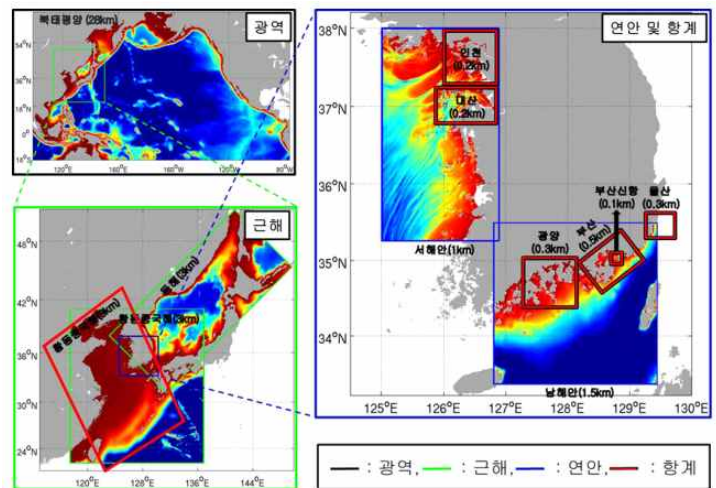 북태평양 (28km)
광역
54°N
36°N
18°N
0°
18°S
120°E
160°E
160°W
120°W
80°W
근해
48°N
42°N
36°N
30°N
24°N
120°E
128°E
136°E
144°E
동해(3km)
황동중국해(3km)
연안 및 항계
38°N
37°N
36°N
35°N
34°N
125°E
126°E
127°E
128°E
129°E
130°E
인천
(0.2km)
대산
(0.2km)
서해안(1km)
부산신항
(0.1km)
울산
(0.3km)
광양
(0.3km)
부산
(0.5km)
남해안(1.5km)
: 광역, : 근해, : 연안, : 항계